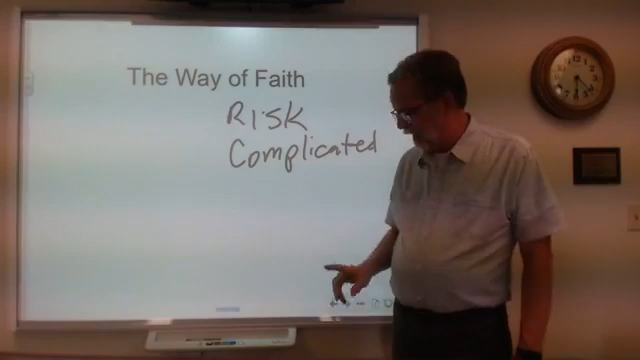 The Way of Faith
RISK
Complicated